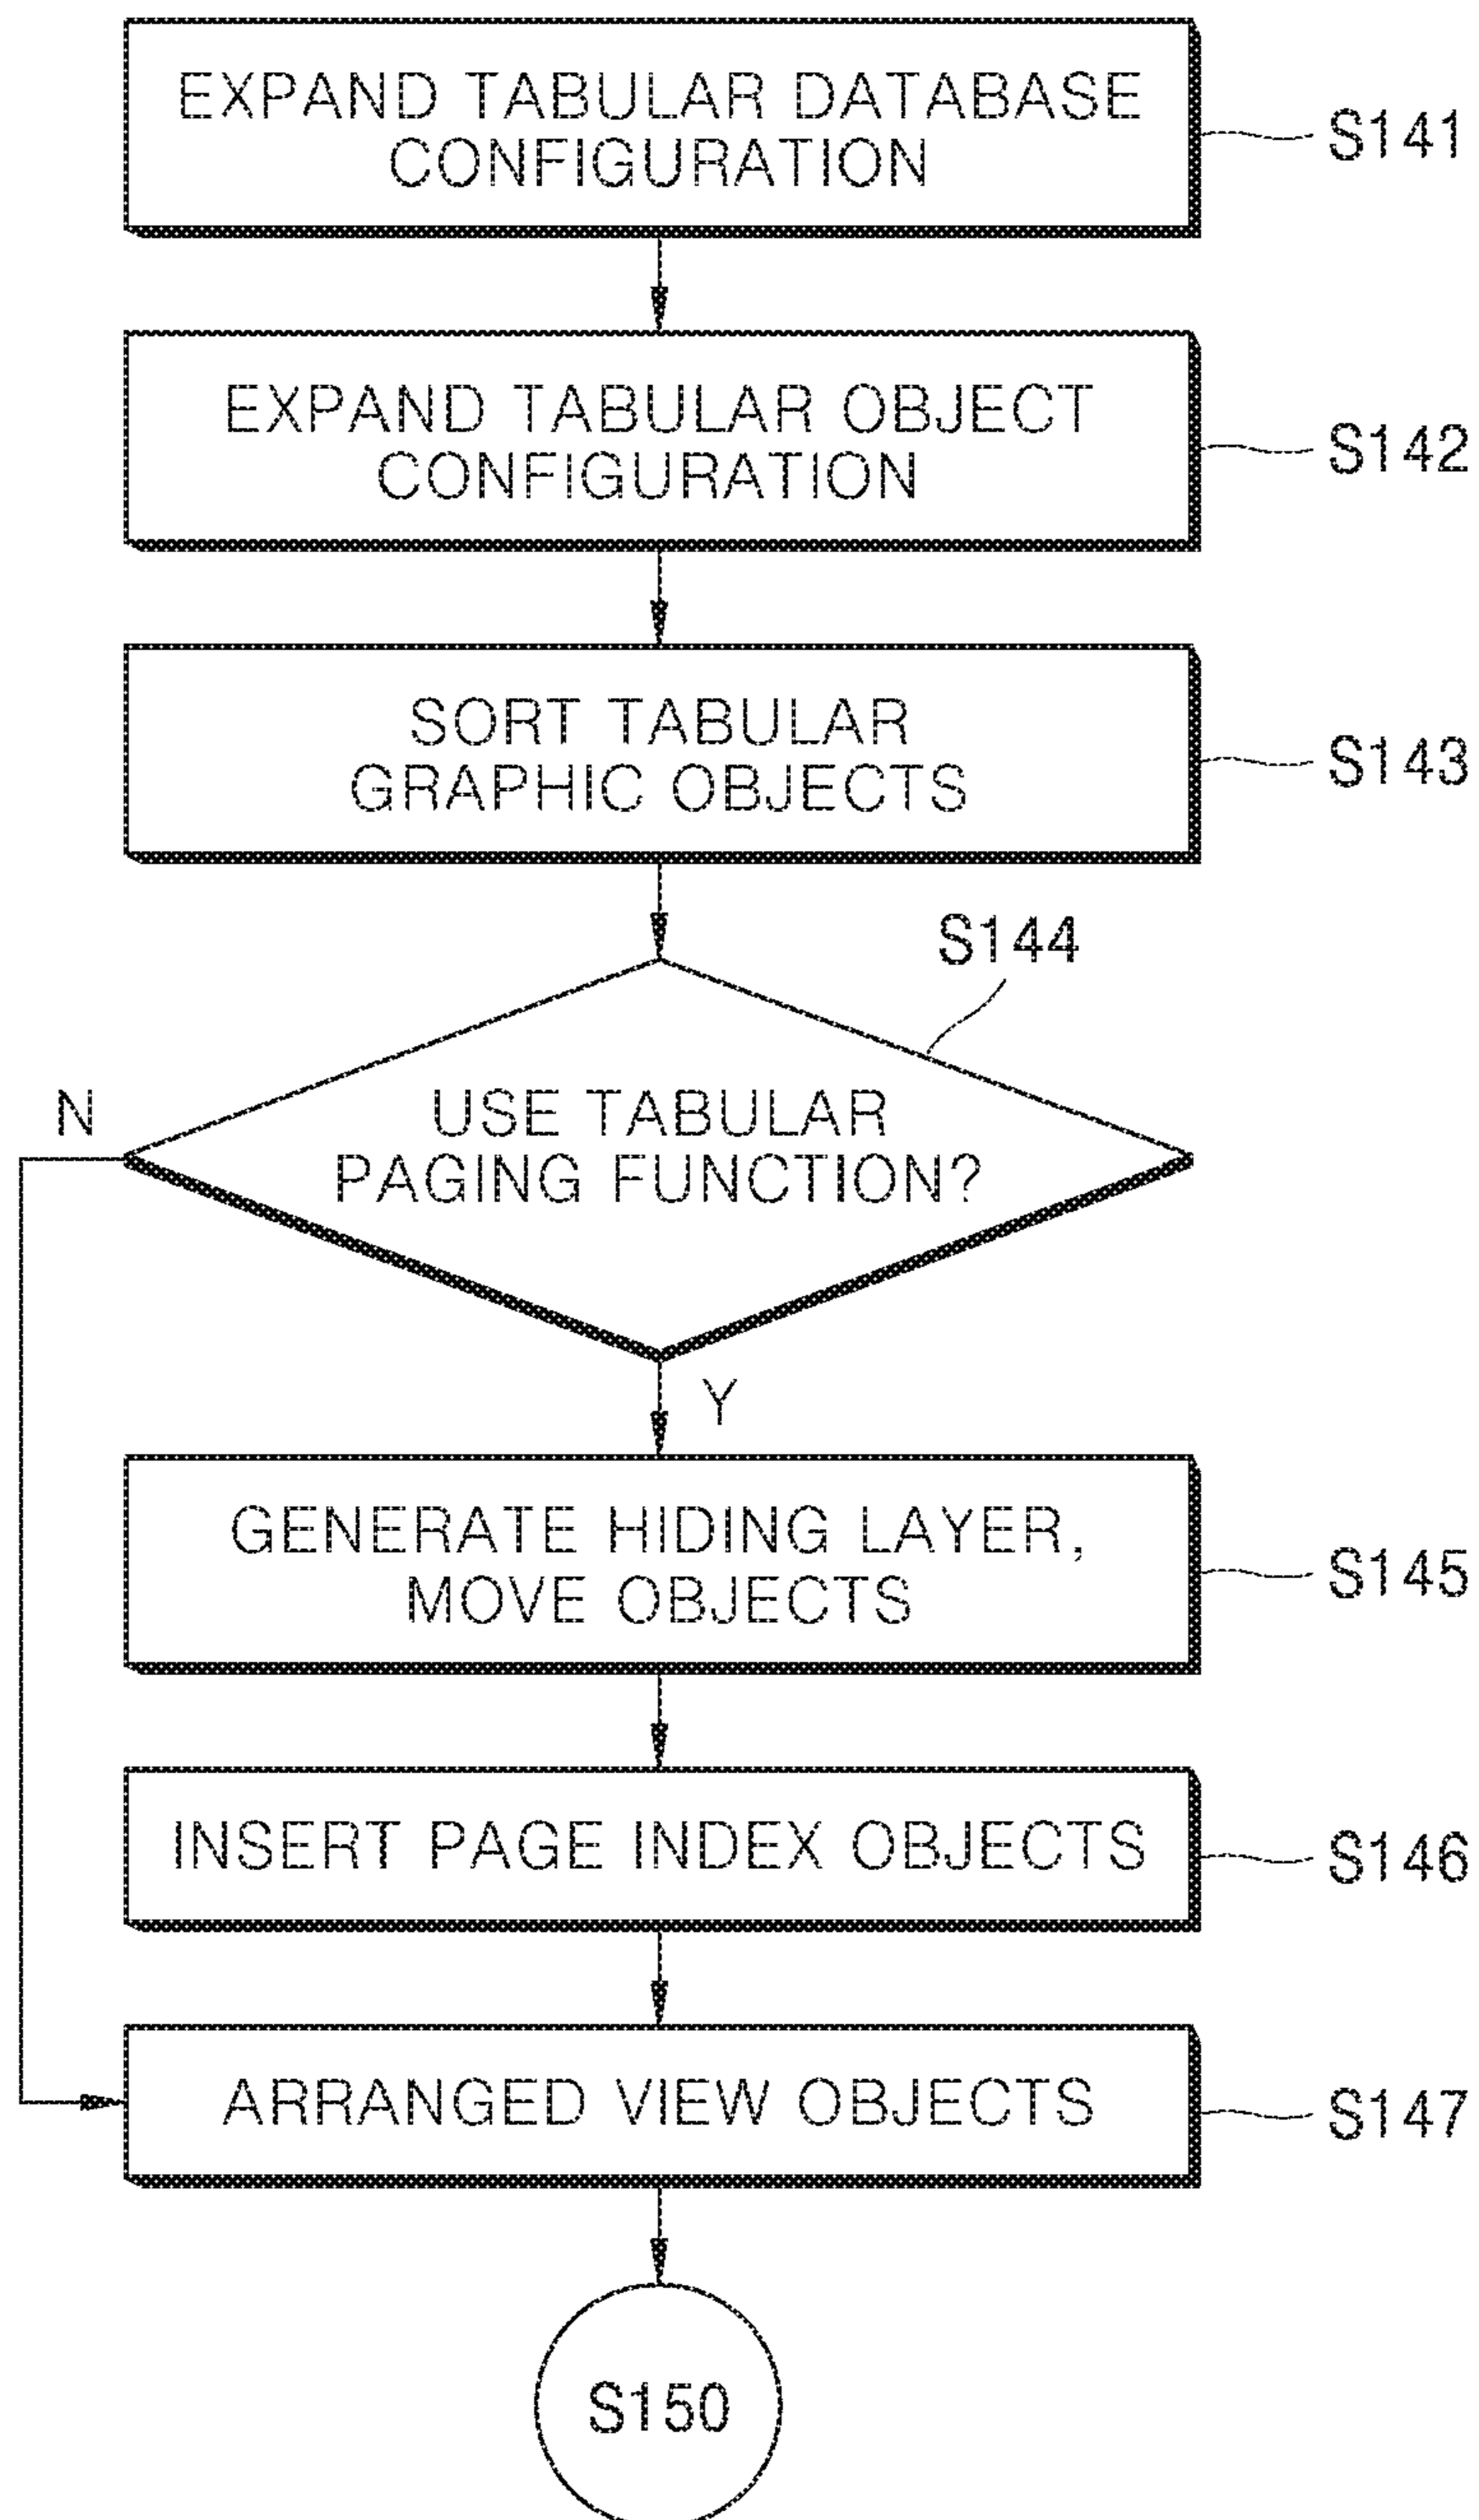 EXPAND TABULAR DATABASE
CONFIGURATION
S141
EXPAND TABULAR OBJECT
CONFIGURATION
S142
SORT TABULAR
GRAPHIC OBJECTS
S143
S144
N
USE TABULAR
PAGING FUNCTION?
Y
GENERATE HIDING LAYER,
MOVE OBJECTS
S145
INSERT PAGE INDEX OBJECTS
S146
ARRANGED VIEW OBJECTS
S147
S150